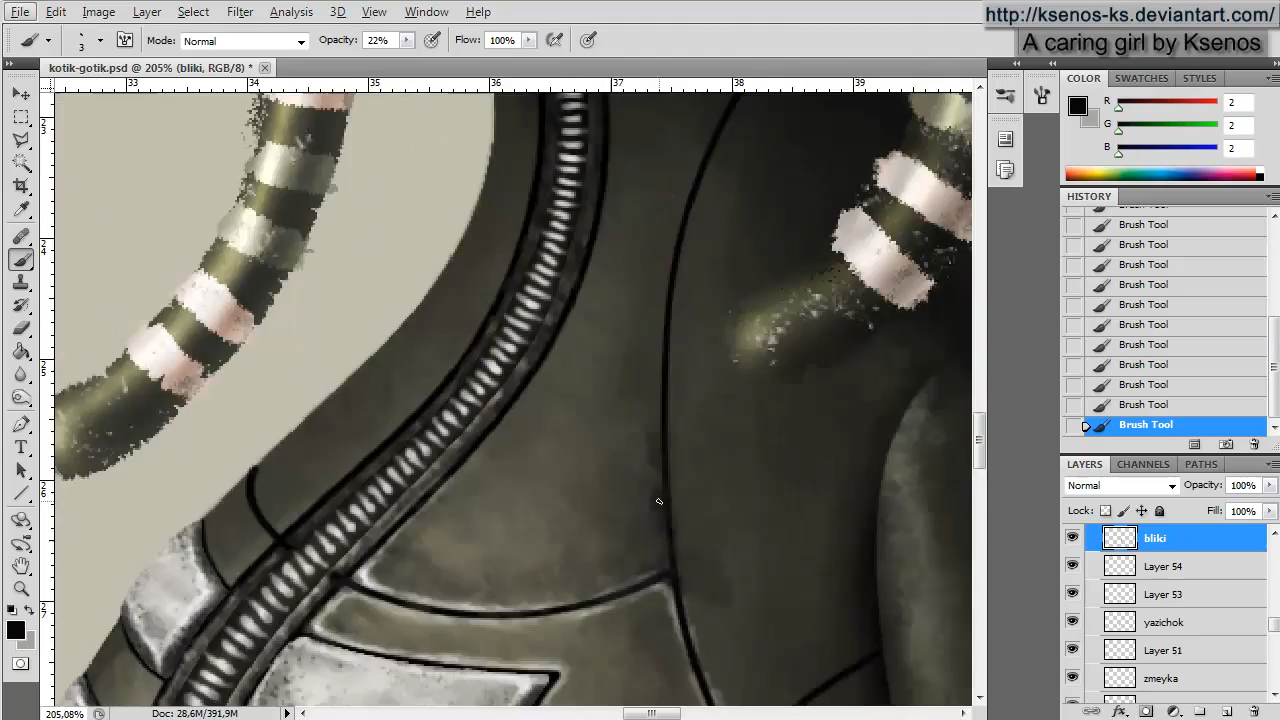 File Edit Image Layer Select Filter Analysis 3D View Window Help
http://ksenos-ks.deviantart.com/
A caring girl by Ksenos
3 Mode: Normal Opacity: 22% Flow: 100%
kotik-gotik.psd @ 205% (bliki, RGB/8) *
33 34 35 36 37 38 39
COLOR SWATCHES STYLES
R 2
G 2
B 2
HISTORY
Brush Tool
Brush Tool
Brush Tool
Brush Tool
Brush Tool
Brush Tool
Brush Tool
Brush Tool
Brush Tool
Brush Tool
Brush Tool
LAYERS CHANNELS PATHS
Normal Opacity: 100%
Lock: Fill: 100%
bliki
Layer 54
Layer 53
yazichok
Layer 51
zmeyka
205,08% Doc: 28,6M/391,9M